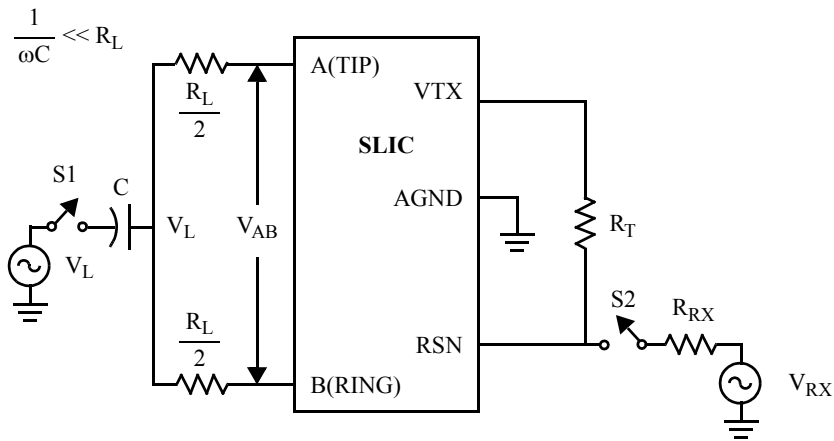 1
ωC
<< R_L
R_L
2
A(TIP)
VTX
SLIC
S1
C
AGND
V_L
V_AB
R_T
V_L
S2
R_RX
R_L
2
RSN
B(RING)
V_RX